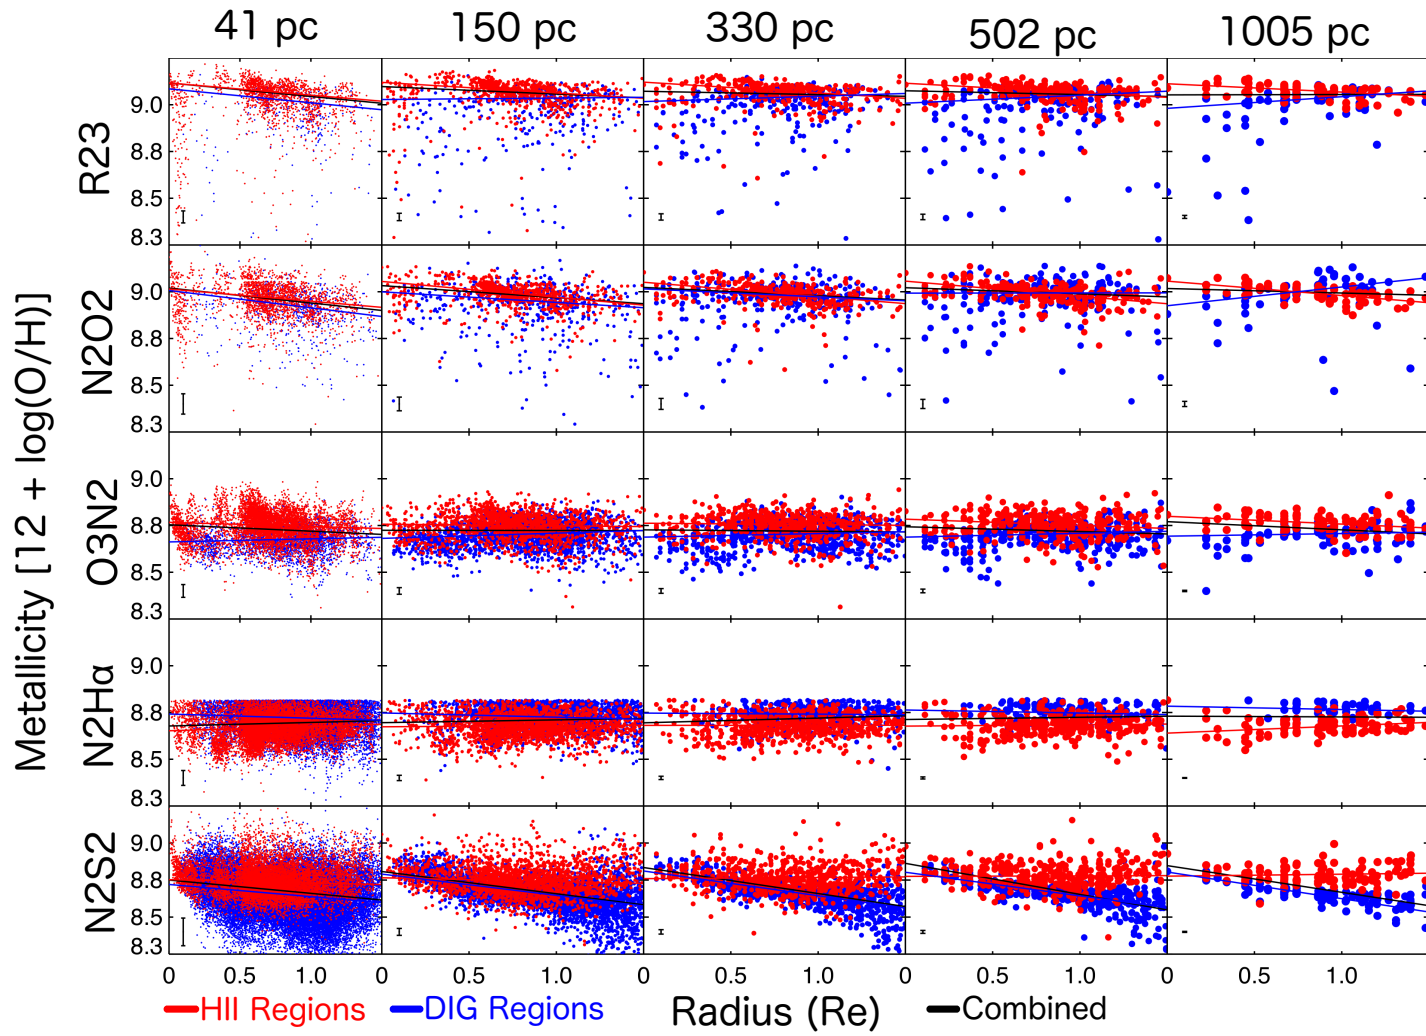 41 pc 150 pc 330 pc 502 pc 1005 pc
Metallicity [12 + log(O/H)]
R23
9.0
8.8
8.5
8.3
N2O2
9.0
8.8
8.5
8.3
O3N2
9.0
8.8
8.5
8.3
N2Hα
9.0
8.8
8.5
8.3
N2S2
9.0
8.8
8.5
8.3
0 0.5 1.0 0 0.5 1.0 0 0.5 1.0 0 0.5 1.0 0 0.5 1.0
HII Regions DIG Regions Radius (Re) Combined